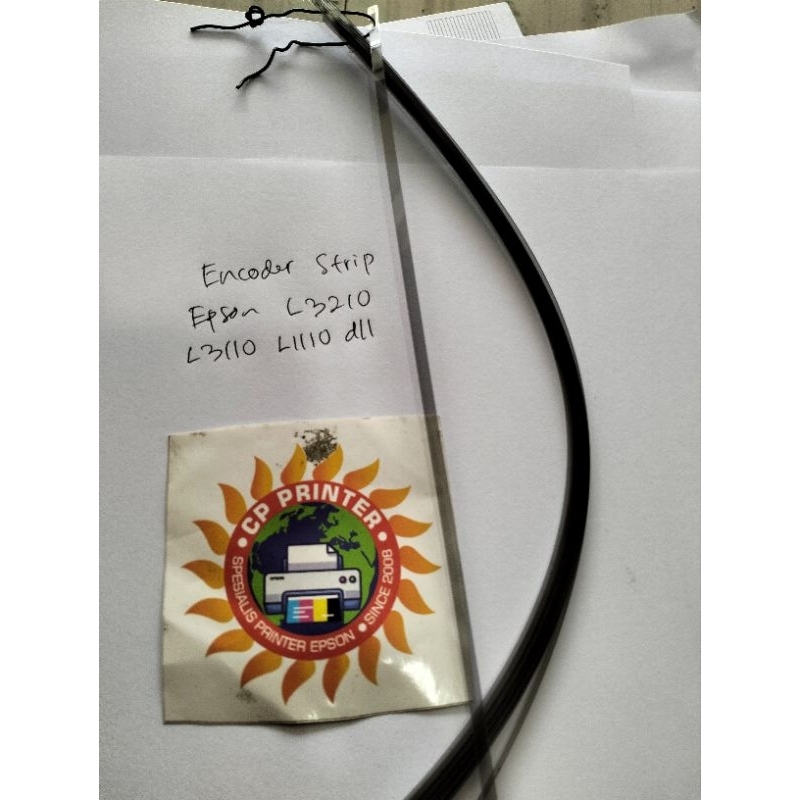 Encoder Strip
Epson L3210
L3110 L1110 dll
CP PRINTER
SPESIALIS PRINTER EPSON
SINCE 2008